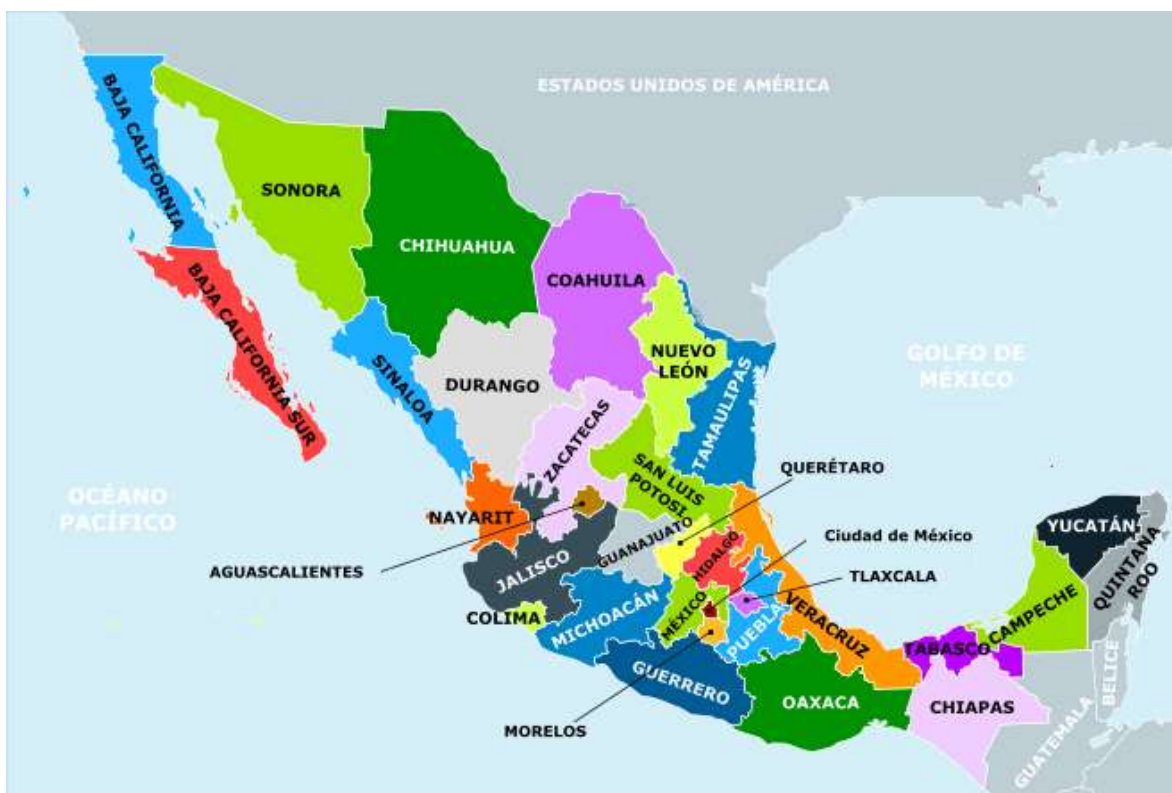 ESTADOS UNIDOS DE AMÉRICA
BAJA CALIFORNIA
SONORA
CHIHUAHUA
COAHUILA
BAJA CALIFORNIA SUR
NUEVO
LEÓN
GOLFO DE
MÉXICO
SINALOA
DURANGO
TAMAULIPAS
ZACATECAS
SAN LUIS
POTOSI
QUERÉTARO
OCÉANO
PACÍFICO
NAYARIT
YUCATÁN
QUINTANA
ROO
GUANAJUATO
HIDALGO
Ciudad de México
AGUASCALIENTES
JALISCO
TLAXCALA
COLIMA
MICHOACÁN
MÉXICO
PUEBLA
VERACRUZ
CAMPECHE
TABASCO
GUERRERO
OAXACA
CHIAPAS
BELICE
MORELOS
GUATEMALA